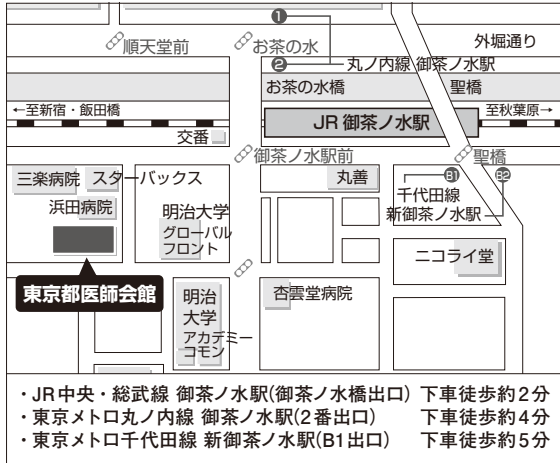 1
順天堂前
お茶の水
外堀通り
2
丸ノ内線 御茶ノ水駅
お茶の水橋
聖橋
←至新宿・飯田橋
JR 御茶ノ水駅
至秋葉原→
交番
御茶ノ水駅前
聖橋
三楽病院
スターバックス
丸善
B1
B2
浜田病院
明治大学
グローバル
フロント
千代田線
新御茶ノ水駅
ニコライ堂
東京都医師会館
明治
大学
アカデミー
コモン
杏雲堂病院
・JR中央・総武線 御茶ノ水駅(御茶ノ水橋出口) 下車徒歩約2分
・東京メトロ丸ノ内線 御茶ノ水駅(2番出口) 下車徒歩約4分
・東京メトロ千代田線 新御茶ノ水駅(B1出口) 下車徒歩約5分